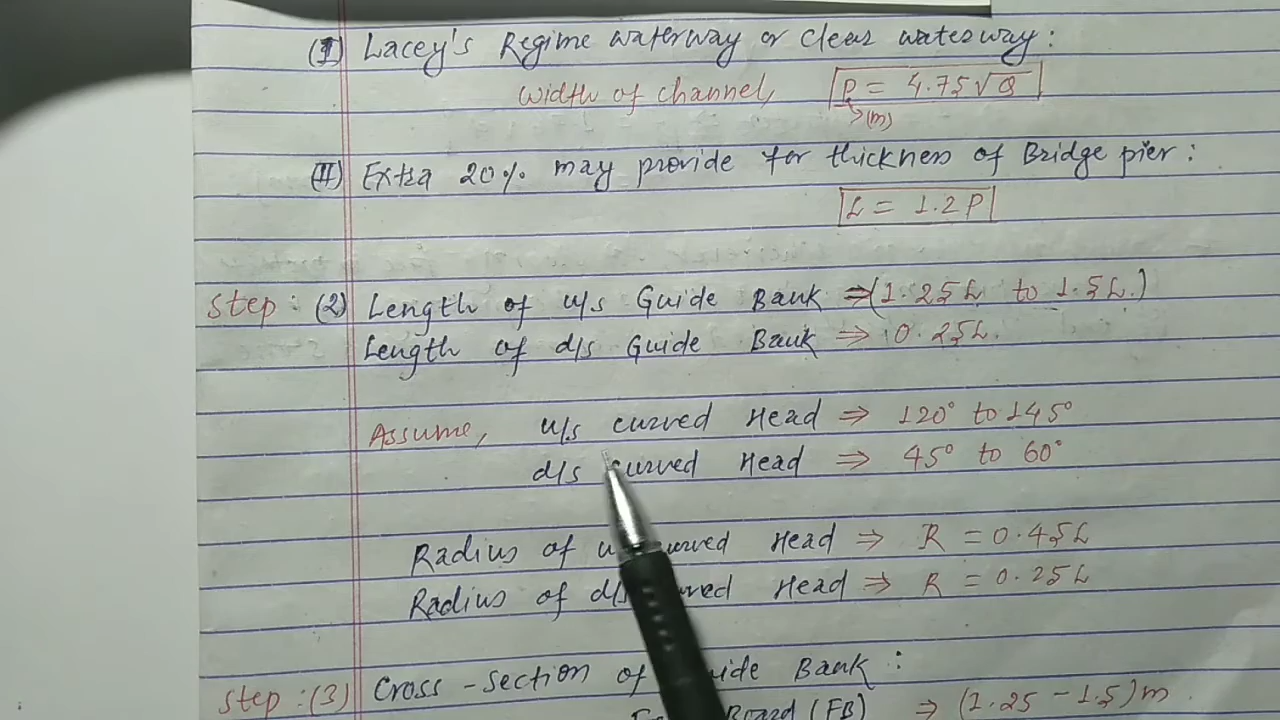 (I) Lacey's Regime waterway or clear waterway:
width of channel, P = 4.75√Q
(m)
(II) Extra 20% may provide for thickness of Bridge pier:
L = 1.2P
Step: (2) Length of u/s Guide Bank ⇒ (1.25L to 1.5L.)
Length of d/s Guide Bank ⇒ 0.25L.
Assume, u/s curved Head ⇒ 120° to 145°
d/s curved Head ⇒ 45° to 60°
Radius of curved Head ⇒ R = 0.45L
Radius of d/s Head ⇒ R = 0.25L
Step: (3) Cross-section of Bank:
Board (FB) ⇒ (1.25 - 1.5)m